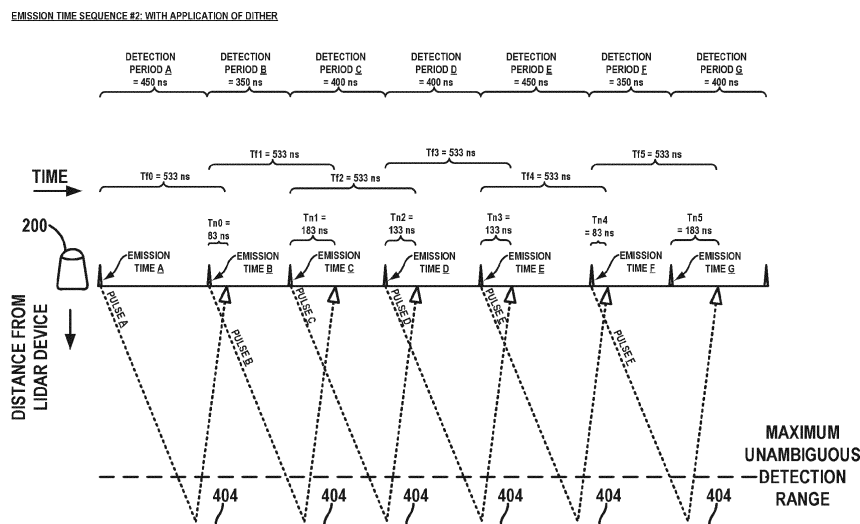 EMISSION TIME SEQUENCE #2: WITH APPLICATION OF DITHER
DETECTION PERIOD A = 450 ns
DETECTION PERIOD B = 350 ns
DETECTION PERIOD C = 400 ns
DETECTION PERIOD D = 400 ns
DETECTION PERIOD E = 450 ns
DETECTION PERIOD F = 350 ns
DETECTION PERIOD G = 400 ns
Tf1 = 533 ns
Tf3 = 533 ns
Tf5 = 533 ns
TIME
Tf0 = 533 ns
Tf2 = 533 ns
Tf4 = 533 ns
200
Tn0 = 83 ns
Tn1 = 183 ns
Tn2 = 133 ns
Tn3 = 133 ns
Tn4 = 83 ns
Tn5 = 183 ns
EMISSION TIME A
EMISSION TIME B
EMISSION TIME C
EMISSION TIME D
EMISSION TIME E
EMISSION TIME F
EMISSION TIME G
PULSE A
PULSE B
PULSE C
PULSE D
PULSE E
PULSE F
DISTANCE FROM
LIDAR DEVICE
MAXIMUM
UNAMBIGUOUS
DETECTION
RANGE
404
404
404
404
404
404